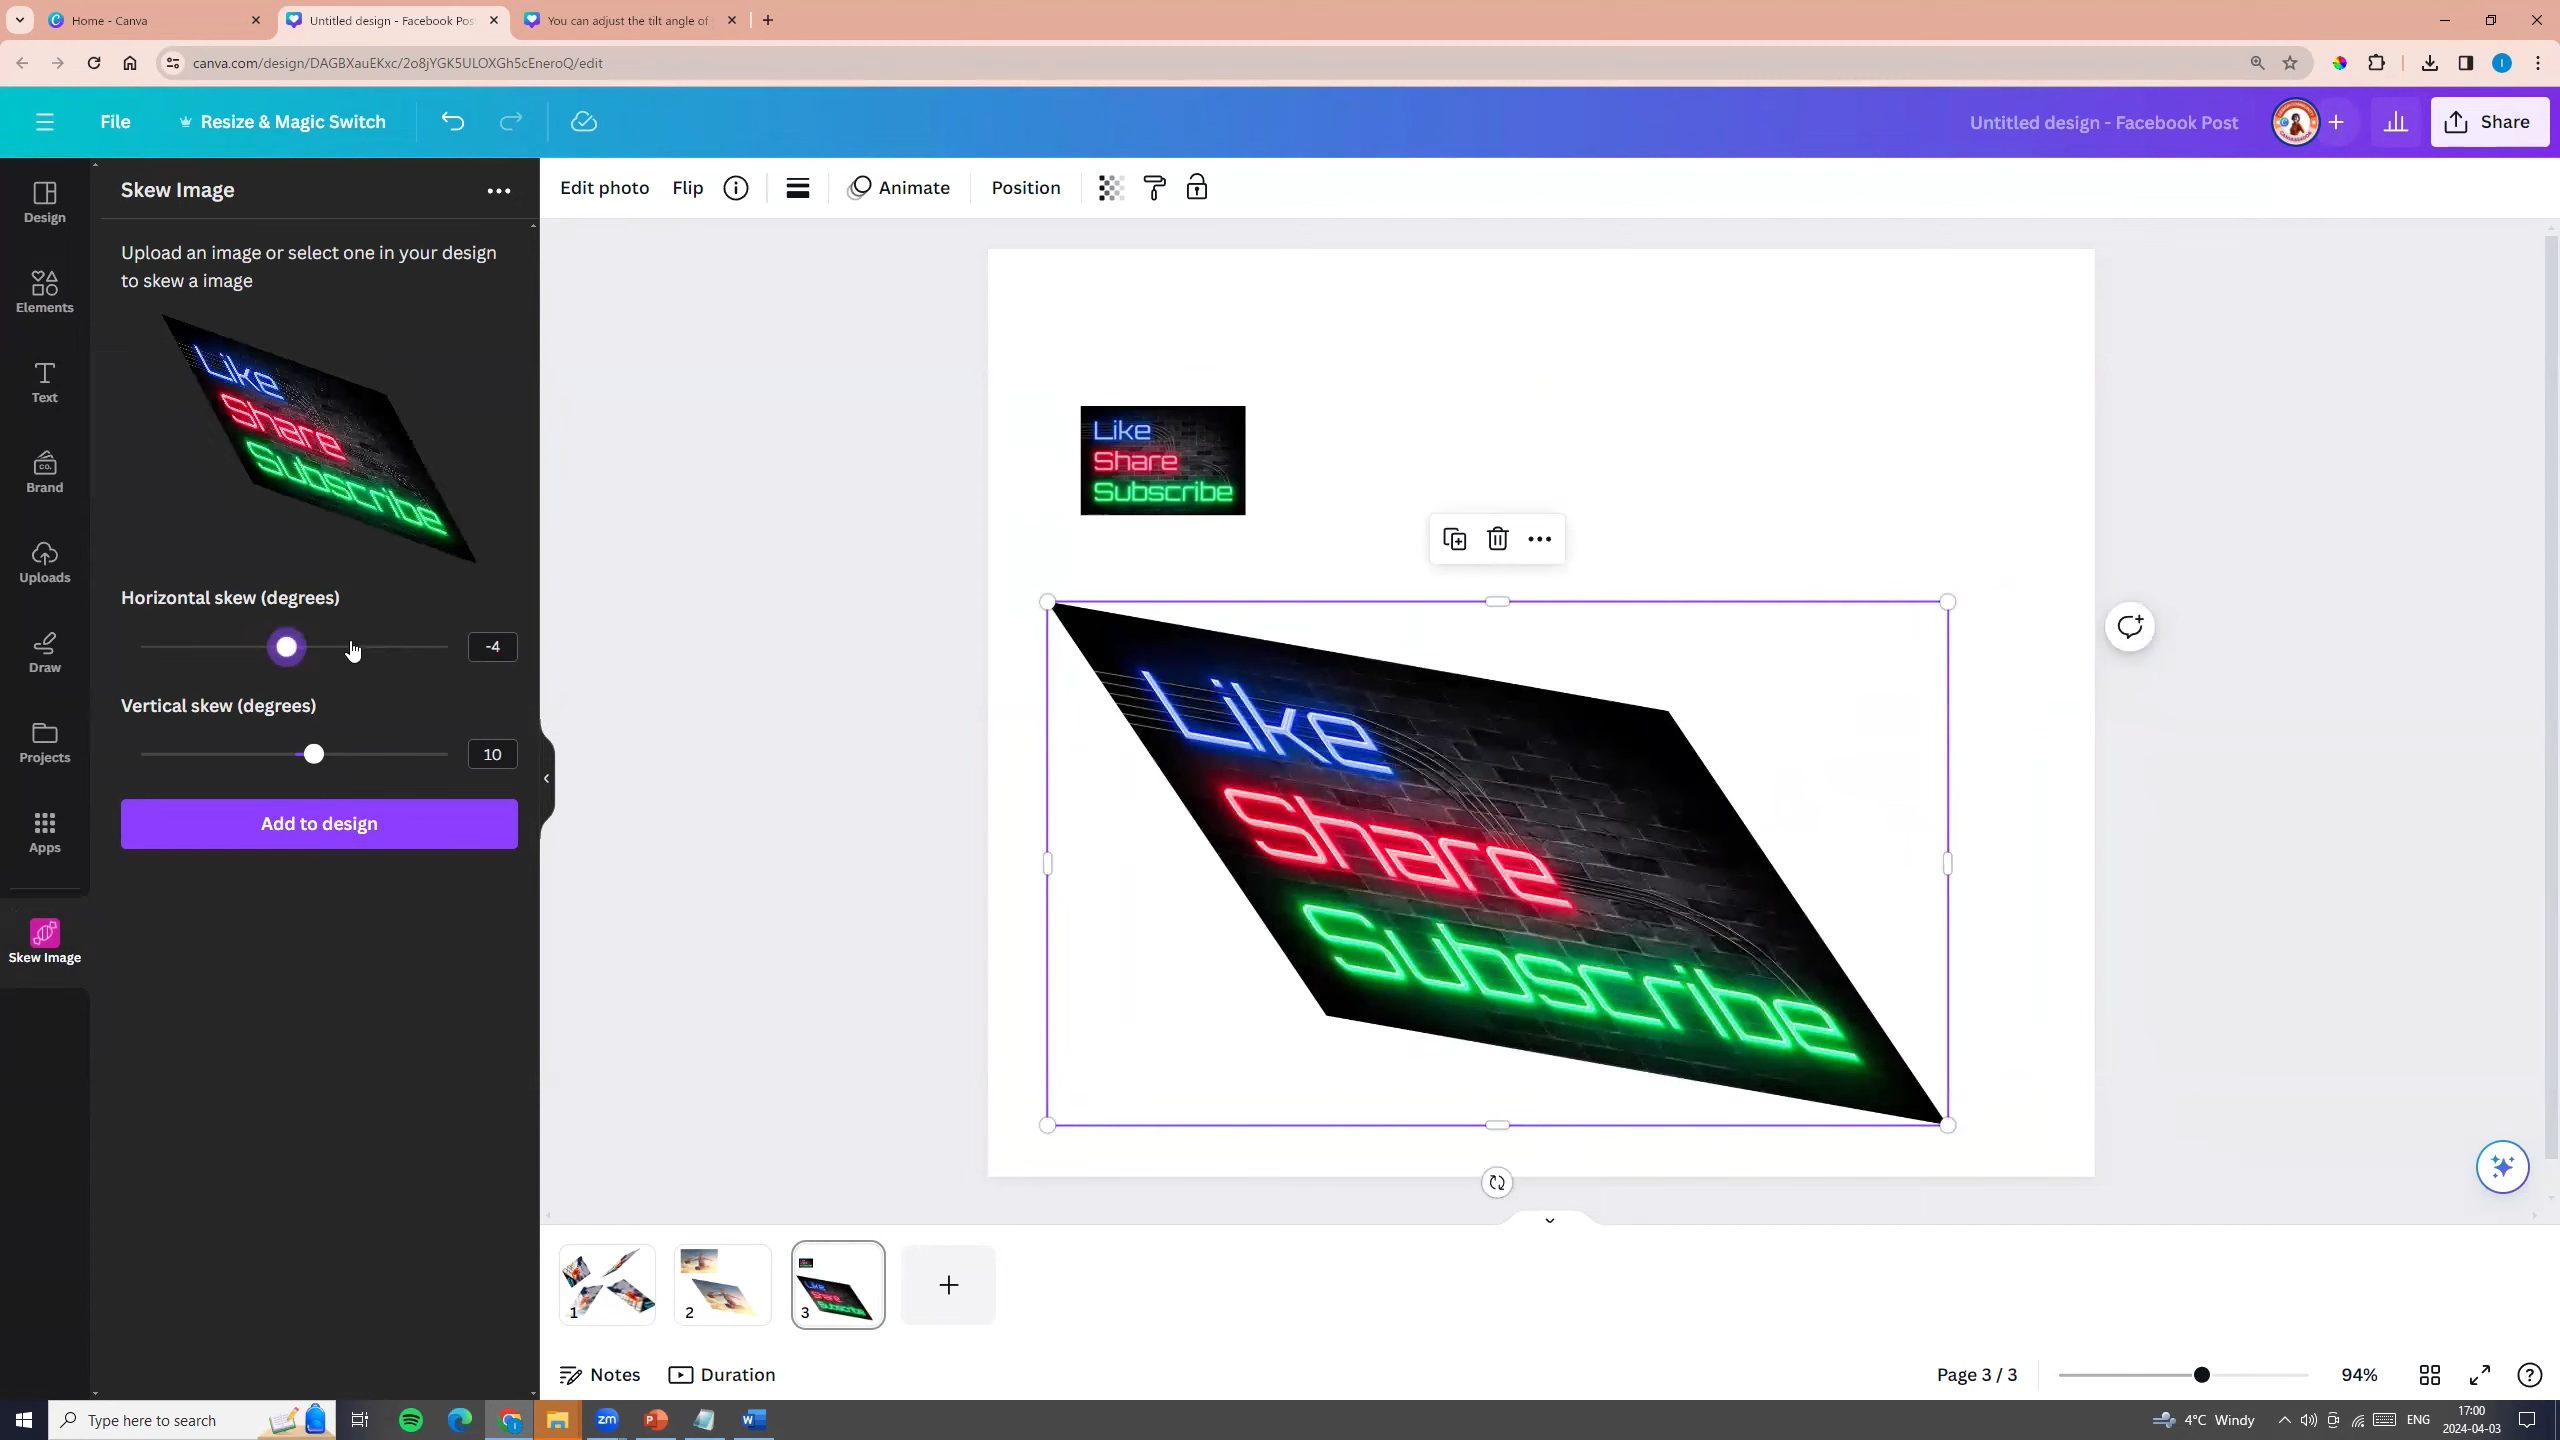 Home - Canva
Untitled design - Facebook Pos
You can adjust the tilt angle of
canva.com/design/DAGBXauEKxc/2o8jYGK5ULOXGh5cEneroQ/edit
File
Resize & Magic Switch
Untitled design - Facebook Post
Share
Design
Elements
Text
Brand
Uploads
Draw
Projects
Apps
Skew Image
Skew Image
Upload an image or select one in your design
to skew a image
Like
Share
Subscribe
Horizontal skew (degrees)
-4
Vertical skew (degrees)
10
Add to design
Edit photo
Flip
Animate
Position
Like
Share
Subscribe
Like
Share
Subscribe
1
2
3
Like
Share
Subscribe
Notes
Duration
Page 3 / 3
94%
Type here to search
4°C Windy
ENG
17:00
2024-04-03